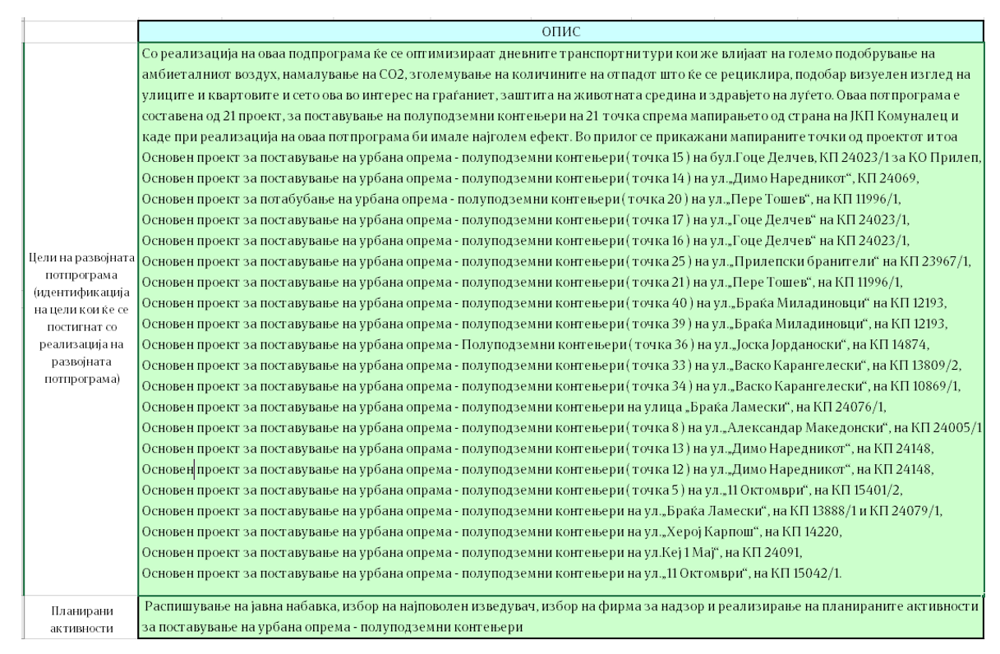 ОПИС
Цели на развојната
потпрограма
(идентификација
на цели кои ќе се
постигнат со
реализација на
развојната
потпрограма)
Со реализација на оваа подпрограма ќе се оптимизираат дневните транспортни тури кои же влијаат на големо подобрување на
амбиеталниот воздух, намалување на СО2, зголемување на количините на отпадот што ќе се рециклира, подобар визуелен изглед на
улиците и квартовите и сето ова во интерес на граѓаниет, заштита на животната средина и здравјето на луѓето. Оваа потпрограма е
составена од 21 проект, за поставување на полуподземни контењери на 21 точка спрема мапирањето од страна на ЈКП Комуналец и
каде при реализација на оваа потпрограма би имале најголем ефект. Во прилог се прикажани мапираните точки од проектот и тоа
Основен проект за поставување на урбана опрема - полуподземни контењери ( точка 15 ) на бул.Гоце Делчев, КП 24023/1 за КО Прилеп,
Основен проект за поставување на урбана опрема - полуподземни контењери ( точка 14 ) на ул.„Димо Наредникот“, КП 24069,
Основен проект за потабубање на урбана опрема - полуподземни контењери ( точка 20 ) на ул.„Пере Тошев“, на КП 11996/1,
Основен проект за поставување на урбана опрема - полуподземни контењери ( точка 17 ) на ул.„Гоце Делчев“ на КП 24023/1,
Основен проект за поставување на урбана опрема - полуподземни контењери ( точка 16 ) на ул.„Гоце Делчев“ на КП 24023/1,
Основен проект за поставување на урбана опрема - полуподземни контењери ( точка 25 ) на ул.„Прилепски бранители“ на КП 23967/1,
Основен проект за поставување на урбана опрема - полуподземни контењери ( точка 21 ) на ул.„Пере Тошев“, на КП 11996/1,
Основен проект за поставување на урбана опрема - полуподземни контењери ( точка 40 ) на ул.„Браќа Миладиновци“ на КП 12193,
Основен проект за поставување на урбана опрема - полуподземни контењери ( точка 39 ) на ул.„Браќа Миладиновци“, на КП 12193,
Основен проект за поставување на урбана опрема - Полуподземни контењери ( точка 36 ) на ул.„Јоска Јорданоски“, на КП 14874,
Основен проект за поставување на урбана опрема - полуподземни контењери ( точка 33 ) на ул.„Васко Карангелески“, на КП 13809/2,
Основен проект за поставување на урбана опрема - полуподземни контењери ( точка 34 ) на ул.„Васко Карангелески“, на КП 10869/1,
Основен проект за поставување на урбана опрема - полуподземни контењери на улица „Браќа Ламески“, на КП 24076/1,
Основен проект за поставување на урбана опрема - полуподземни контењери ( точка 8 ) на ул.„Александар Македонски“, на КП 24005/1
Основен проект за поставување на урбана опрама - полуподземни контењери ( точка 13 ) на ул.„Димо Наредникот“, на КП 24148,
Основен проект за поставување на урбана опрама - полуподземни контењери ( точка 12 ) на ул.„Димо Наредникот“, на КП 24148,
Основен проект за поставување на урбана опрама - полуподземни контењери ( точка 5 ) на ул.„11 Октомври“, на КП 15401/2,
Основен проект за поставување на урбана опрема - полуподземни контењери на ул.„Браќа Ламески“, на КП 13888/1 и КП 24079/1,
Основен проект за поставување на урбана опрема - полуподземни контењери на ул.„Херој Карпош“, на КП 14220,
Основен проект за поставување на урбана опрема - полуподземни контењери на ул.Кеј 1 Мај“, на КП 24091,
Основен проект за поставување на урбана опрема - полуподземни контењери на ул.„11 Октомври“, на КП 15042/1.
Планирани
активности
Распишување на јавна набавка, избор на најповолен изведувач, избор на фирма за надзор и реализирање на планираните активности
за поставување на урбана опрема - полуподземни контењери